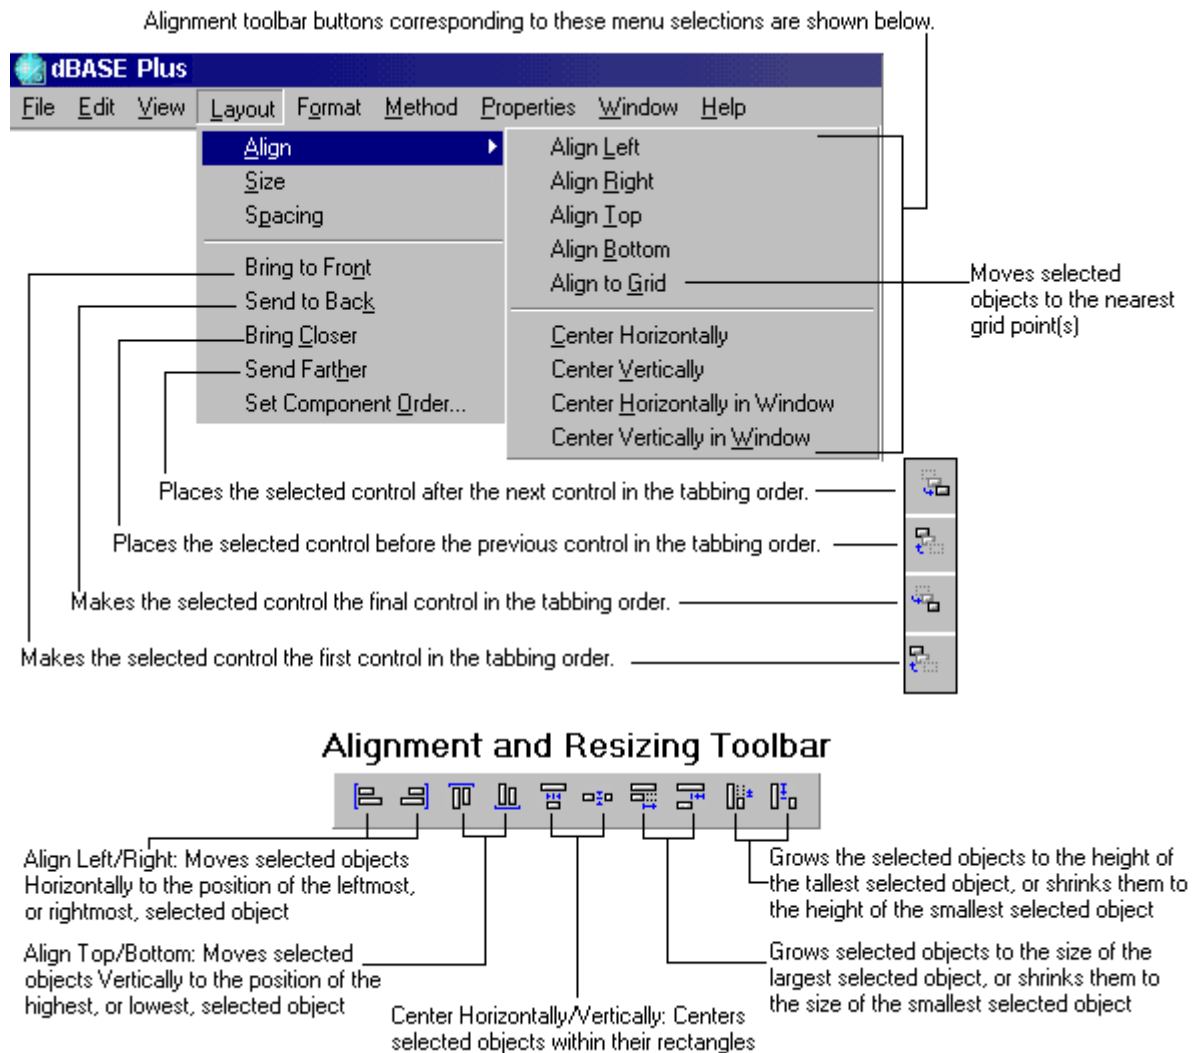 Alignment toolbar buttons corresponding to these menu selections are shown below.
dBASE Plus
File Edit View Layout Format Method Properties Window Help
Align
Size
Spacing
Bring to Front
Send to Back
Bring Closer
Send Farther
Set Component Order...
Align Left
Align Right
Align Top
Align Bottom
Align to Grid
Center Horizontally
Center Vertically
Center Horizontally in Window
Center Vertically in Window
Moves selected
objects to the nearest
grid point(s)
Places the selected control after the next control in the tabbing order.
Places the selected control before the previous control in the tabbing order.
Makes the selected control the final control in the tabbing order.
Makes the selected control the first control in the tabbing order.
Alignment and Resizing Toolbar
Align Left/Right: Moves selected objects
Horizontally to the position of the leftmost,
or rightmost, selected object
Align Top/Bottom: Moves selected
objects Vertically to the position of the
highest, or lowest, selected object
Center Horizontally/Vertically: Centers
selected objects within their rectangles
Grows the selected objects to the height of
the tallest selected object, or shrinks them to
the height of the smallest selected object
Grows selected objects to the size of the
largest selected object, or shrinks them to
the size of the smallest selected object